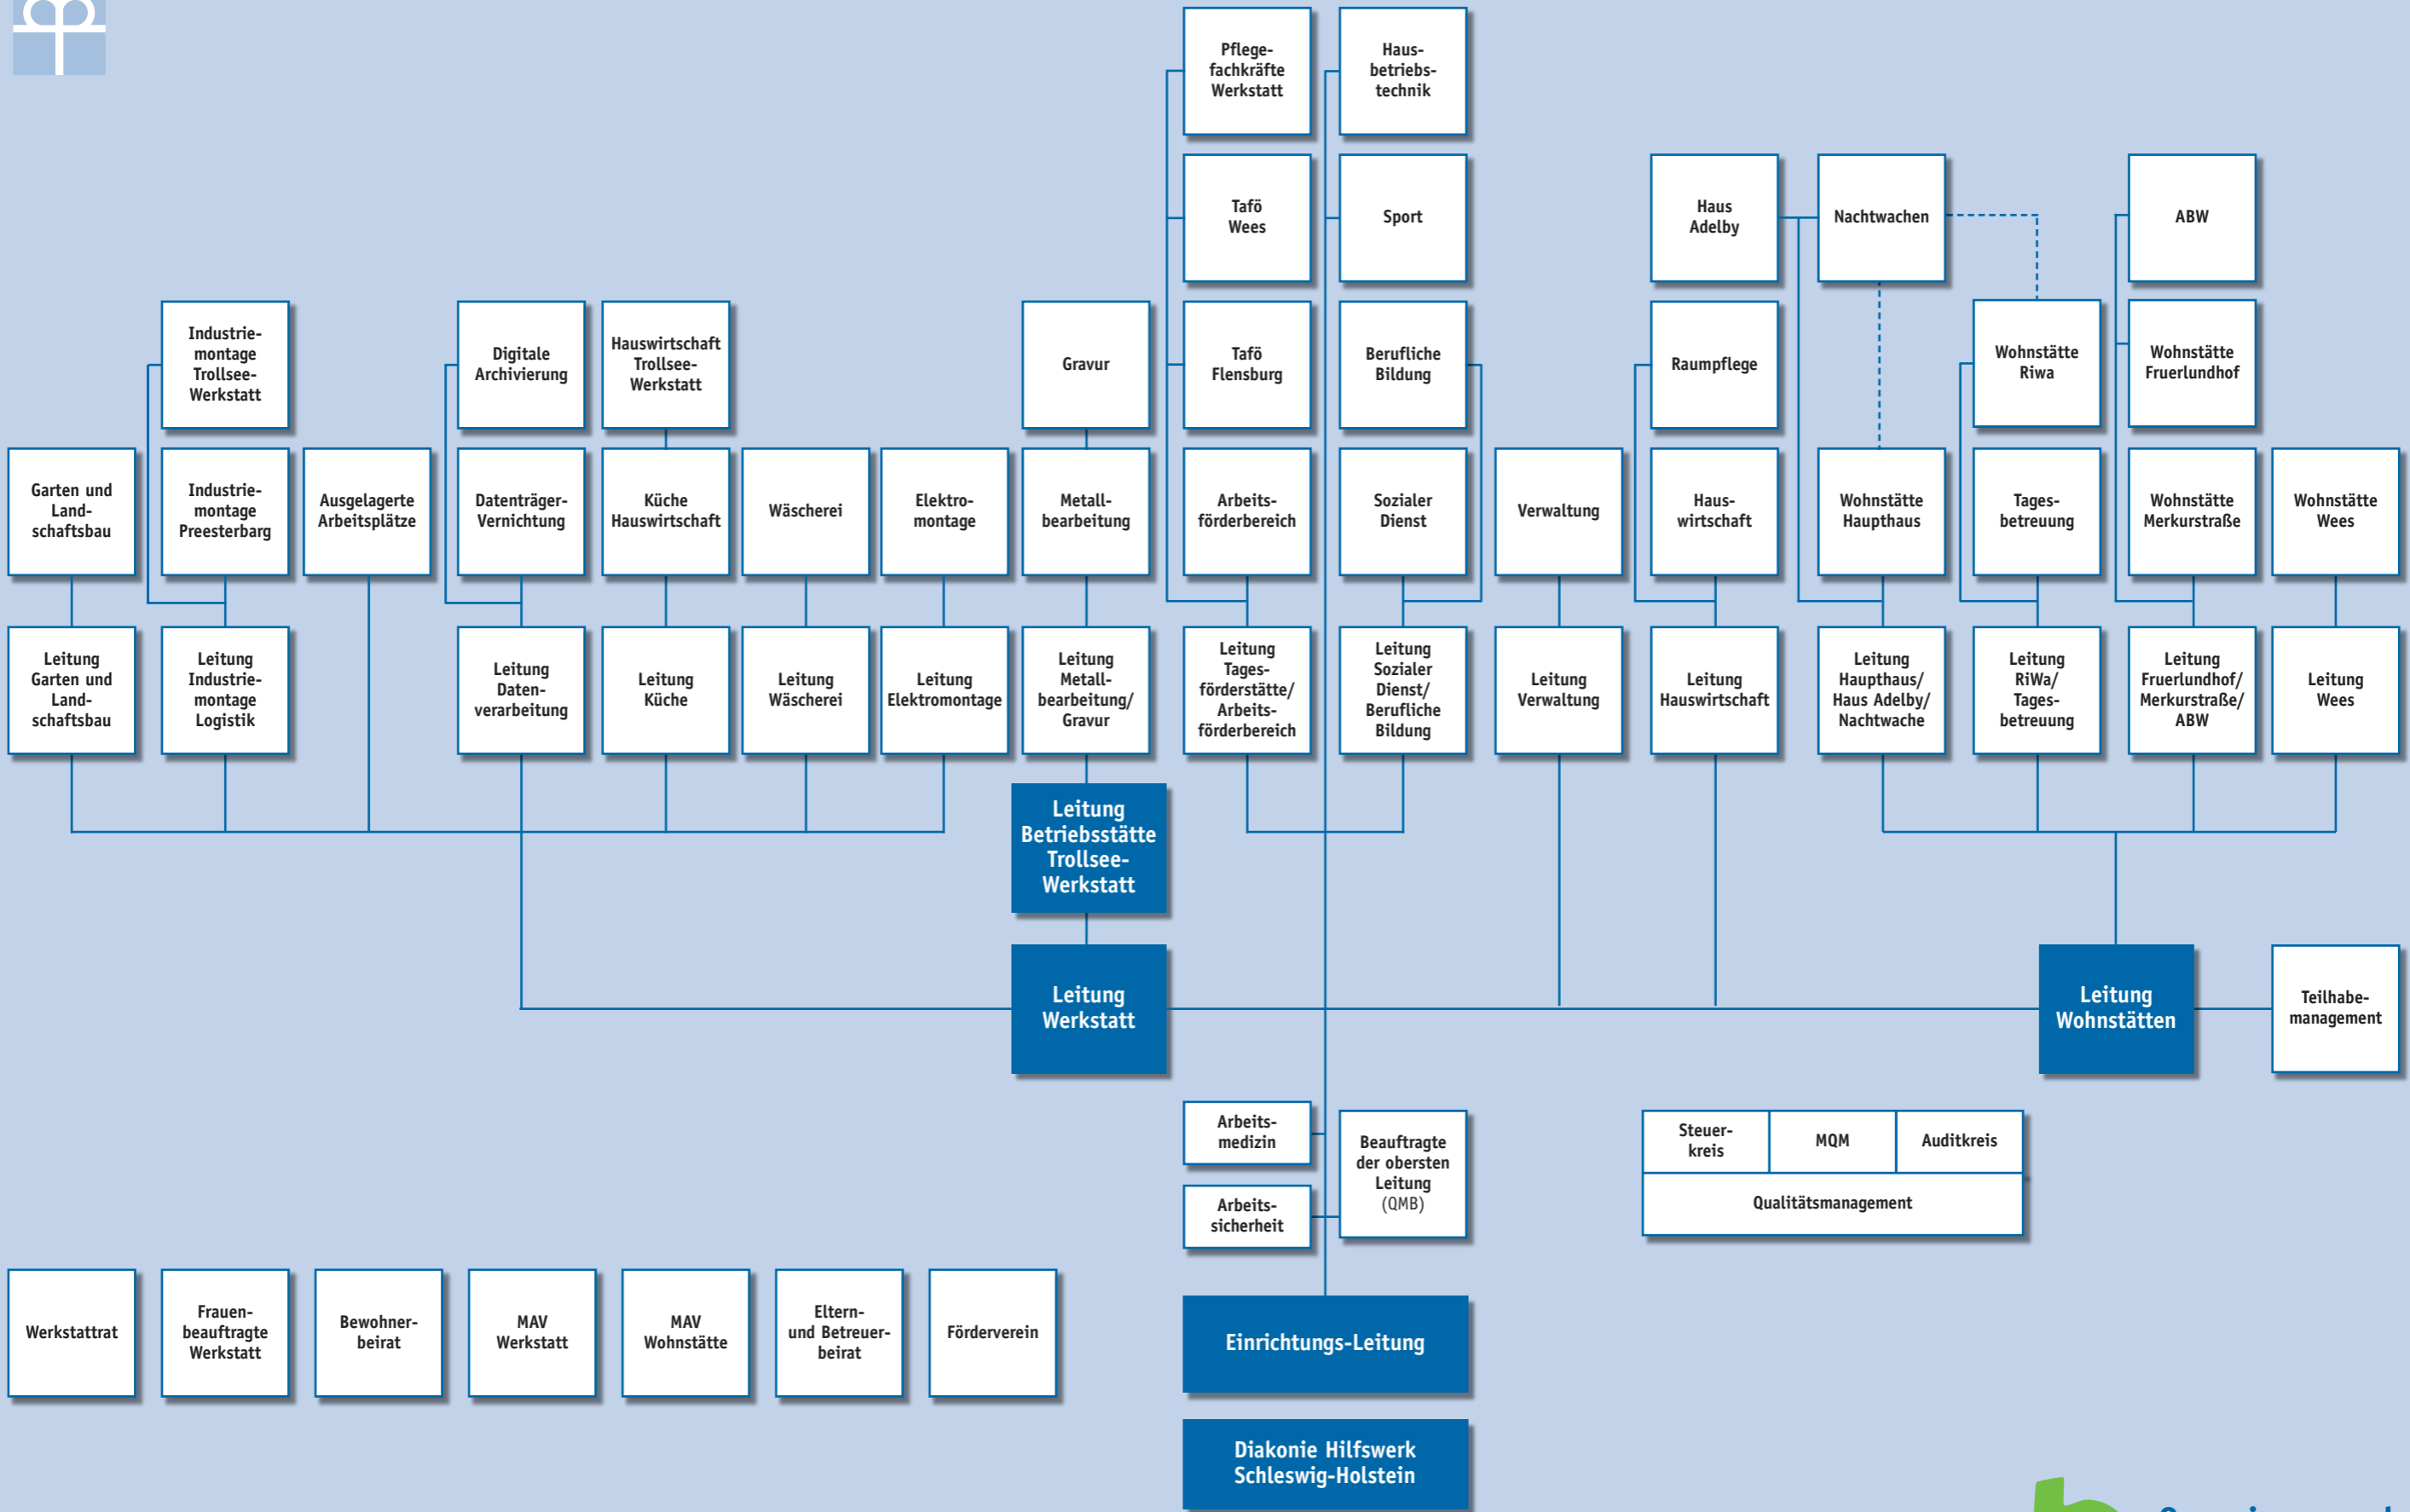 Pflege-
fachkräfte
Werkstatt
Haus-
betriebs-
technik
Tafö
Wees
Sport
Haus
Adelby
Nachtwachen
ABW
Industrie-
montage
Trollsee-
Werkstatt
Digitale
Archivierung
Hauswirtschaft
Trollsee-
Werkstatt
Gravur
Tafö
Flensburg
Berufliche
Bildung
Raumpflege
Wohnstätte
Riwa
Wohnstätte
Fruerlundhof
Garten und
Land-
schaftsbau
Industrie-
montage
Preesterbarg
Ausgelagerte
Arbeitsplätze
Datenträger-
Vernichtung
Küche
Hauswirtschaft
Wäscherei
Elektro-
montage
Metall-
bearbeitung
Arbeits-
förderbereich
Sozialer
Dienst
Verwaltung
Haus-
wirtschaft
Wohnstätte
Haupthaus
Tages-
betreuung
Wohnstätte
Merkurstraße
Wohnstätte
Wees
Leitung
Garten und
Land-
schaftsbau
Leitung
Industrie-
montage
Logistik
Leitung
Daten-
verarbeitung
Leitung
Küche
Leitung
Wäscherei
Leitung
Elektromontage
Leitung
Metall-
bearbeitung/
Gravur
Leitung
Tages-
förderstätte/
Arbeits-
förderbereich
Leitung
Sozialer
Dienst/
Berufliche
Bildung
Leitung
Verwaltung
Leitung
Hauswirtschaft
Leitung
Haupthaus/
Haus Adelby/
Nachtwache
Leitung
RiWa/
Tages-
betreuung
Leitung
Fruerlundhof/
Merkurstraße/
ABW
Leitung
Wees
Leitung
Betriebsstätte
Trollsee-
Werkstatt
Leitung
Werkstatt
Leitung
Wohnstätten
Teilhabe-
management
Arbeits-
medizin
Arbeits-
sicherheit
Beauftragte
der obersten
Leitung
(QMB)
Steuer-
kreis
MQM
Auditkreis
Qualitätsmanagement
Werkstattrat
Frauen-
beauftragte
Werkstatt
Bewohner-
beirat
MAV
Werkstatt
MAV
Wohnstätte
Eltern-
und Betreuer-
beirat
Förderverein
Einrichtungs-Leitung
Diakonie Hilfswerk
Schleswig-Holstein